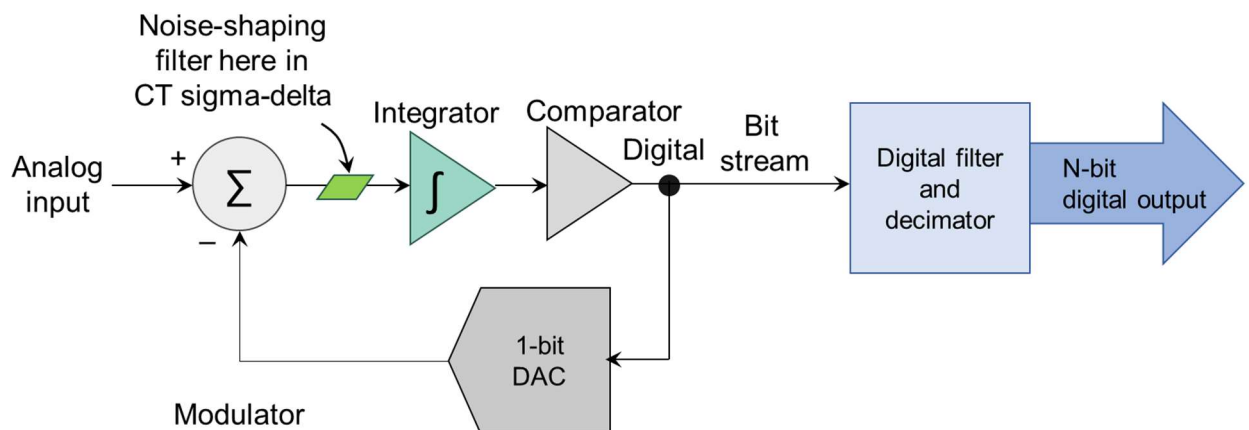 Noise-shaping
filter here in
CT sigma-delta
Integrator
Comparator
Digital
Bit
stream
Analog
input
+
Σ
–
∫
Digital filter
and
decimator
N-bit
digital output
1-bit
DAC
Modulator